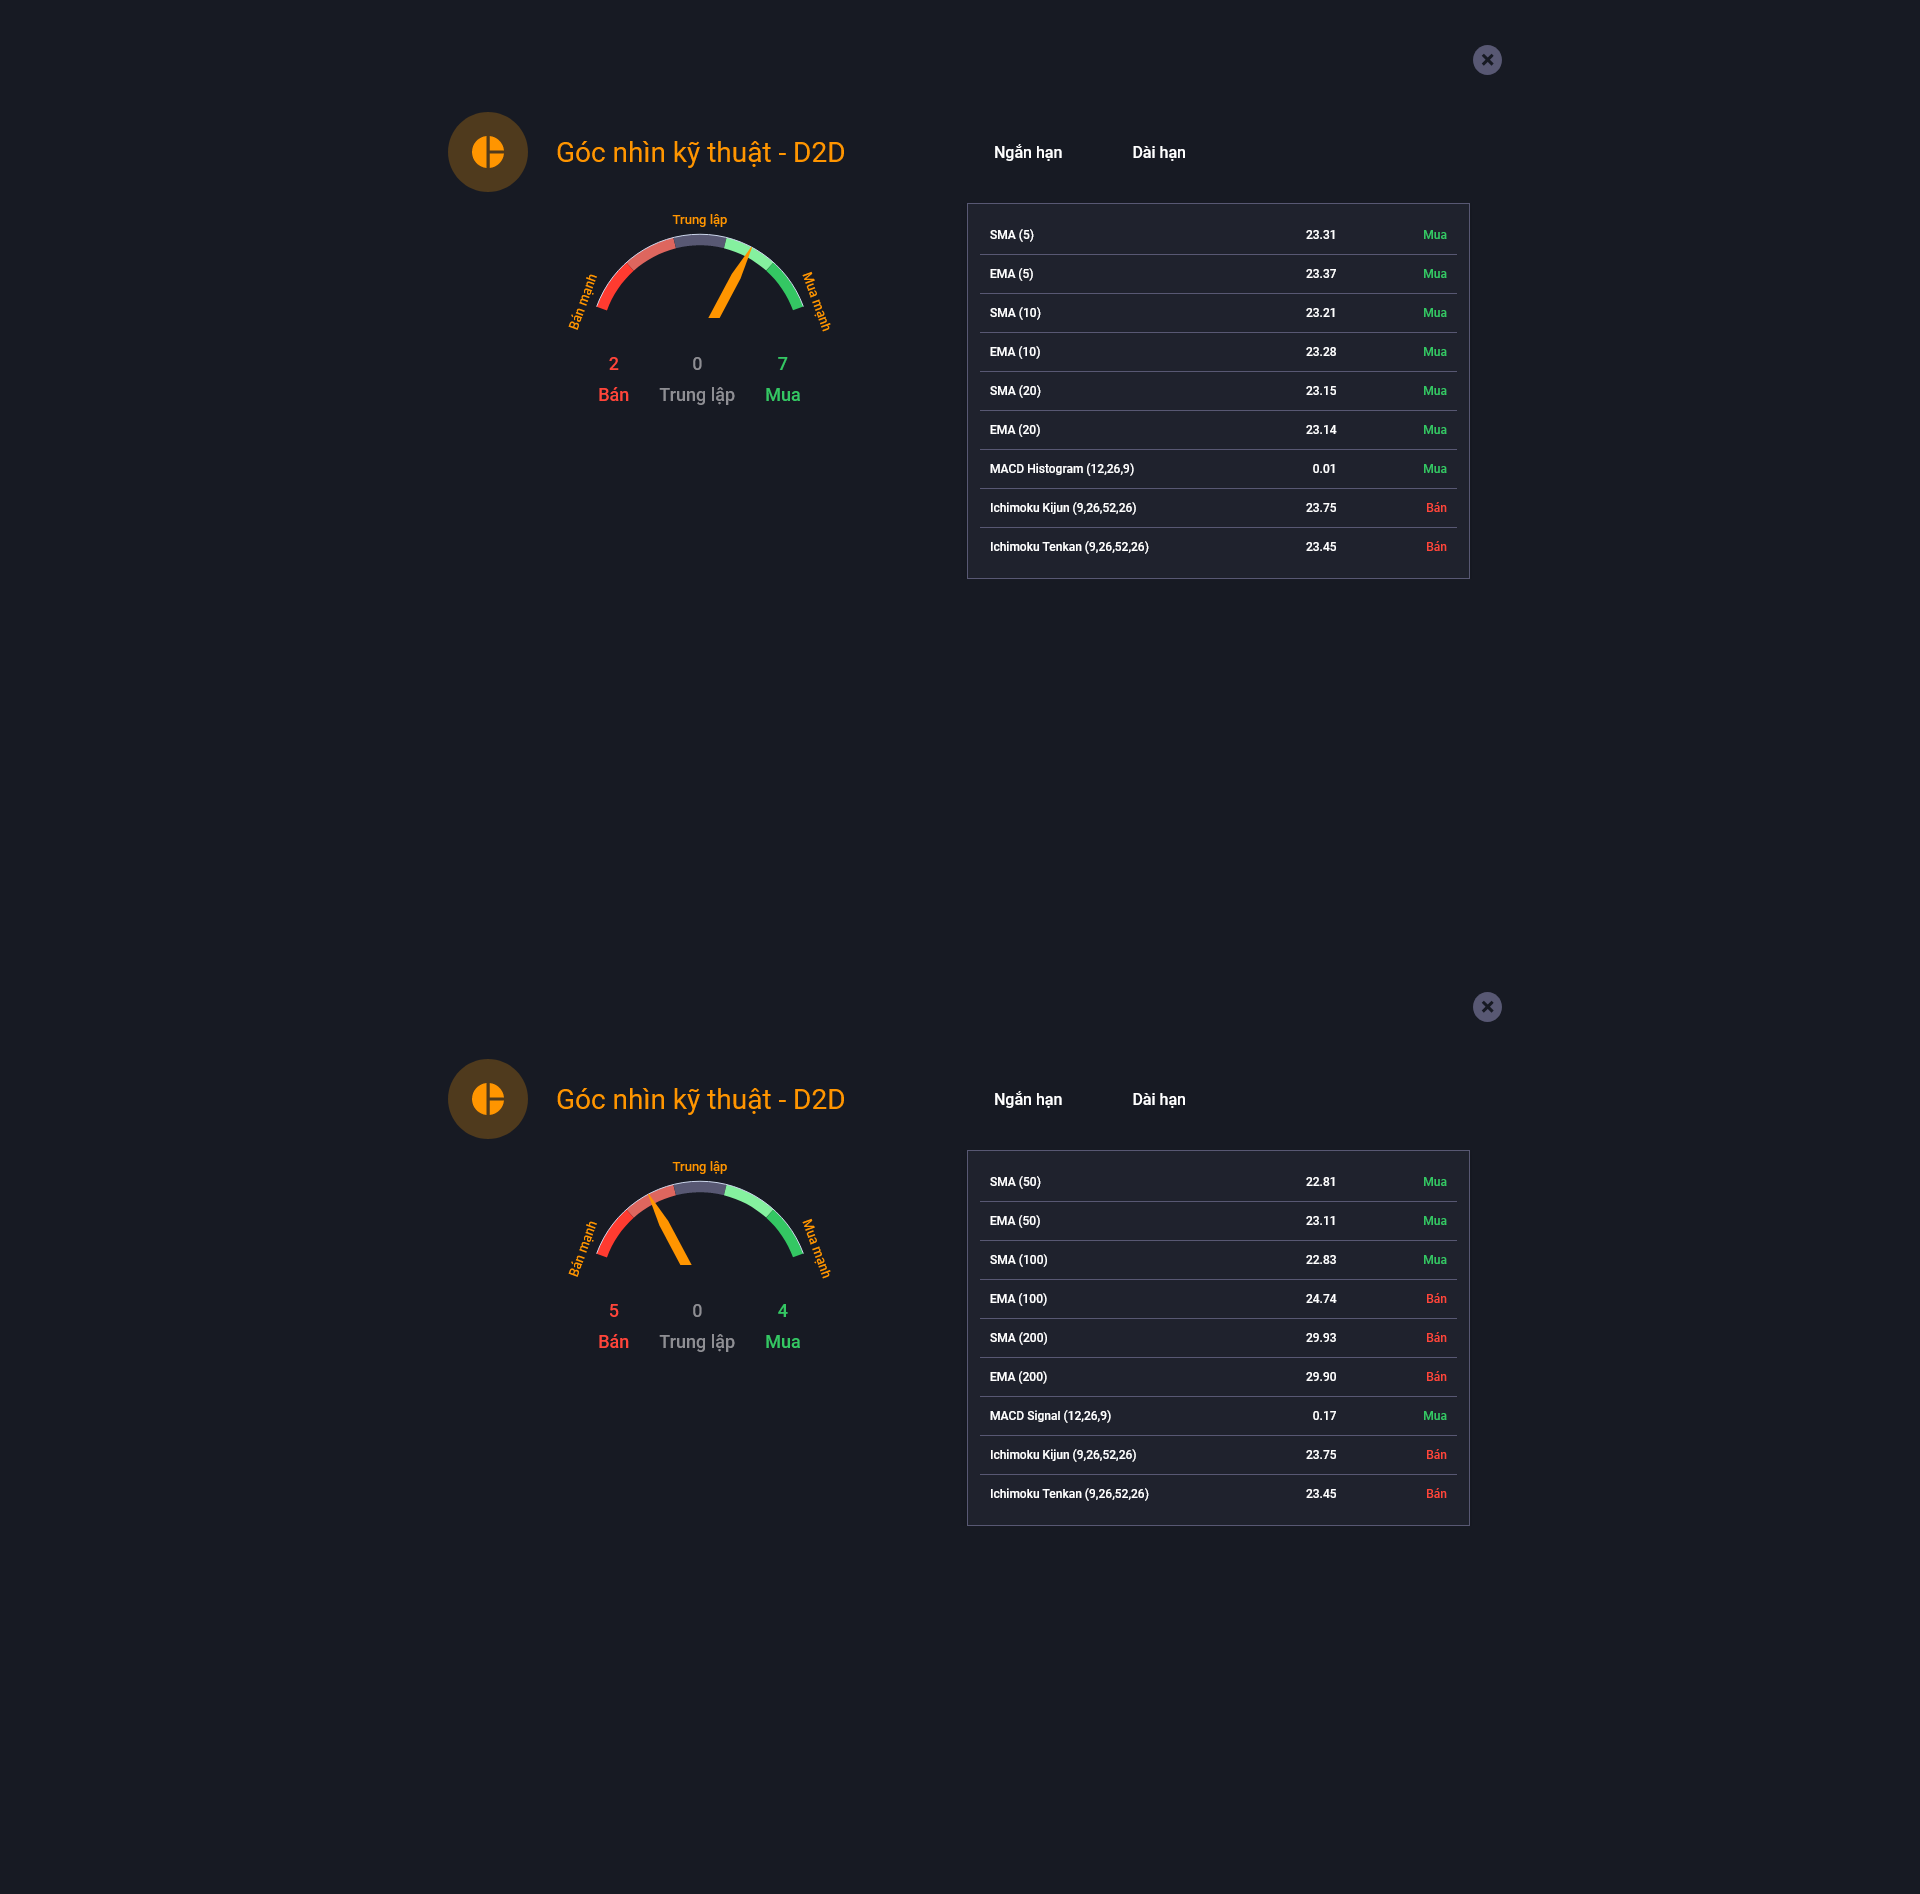 Góc nhìn kỹ thuật - D2D
Ngắn hạn Dài hạn
Trung lập
Bán mạnh
Mua mạnh
2 0 7
Bán Trung lập Mua
SMA (5) 23.31 Mua
EMA (5) 23.37 Mua
SMA (10) 23.21 Mua
EMA (10) 23.28 Mua
SMA (20) 23.15 Mua
EMA (20) 23.14 Mua
MACD Histogram (12,26,9) 0.01 Mua
Ichimoku Kijun (9,26,52,26) 23.75 Bán
Ichimoku Tenkan (9,26,52,26) 23.45 Bán
Góc nhìn kỹ thuật - D2D
Ngắn hạn Dài hạn
Trung lập
Bán mạnh
Mua mạnh
5 0 4
Bán Trung lập Mua
SMA (50) 22.81 Mua
EMA (50) 23.11 Mua
SMA (100) 22.83 Mua
EMA (100) 24.74 Bán
SMA (200) 29.93 Bán
EMA (200) 29.90 Bán
MACD Signal (12,26,9) 0.17 Mua
Ichimoku Kijun (9,26,52,26) 23.75 Bán
Ichimoku Tenkan (9,26,52,26) 23.45 Bán